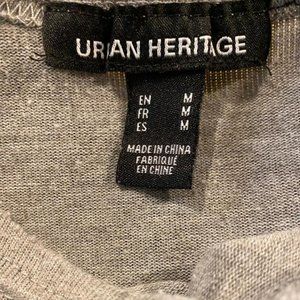 URBAN HERITAGE
EN M
FR M
ES M
MADE IN CHINA
FABRIQUÉ
EN CHINE